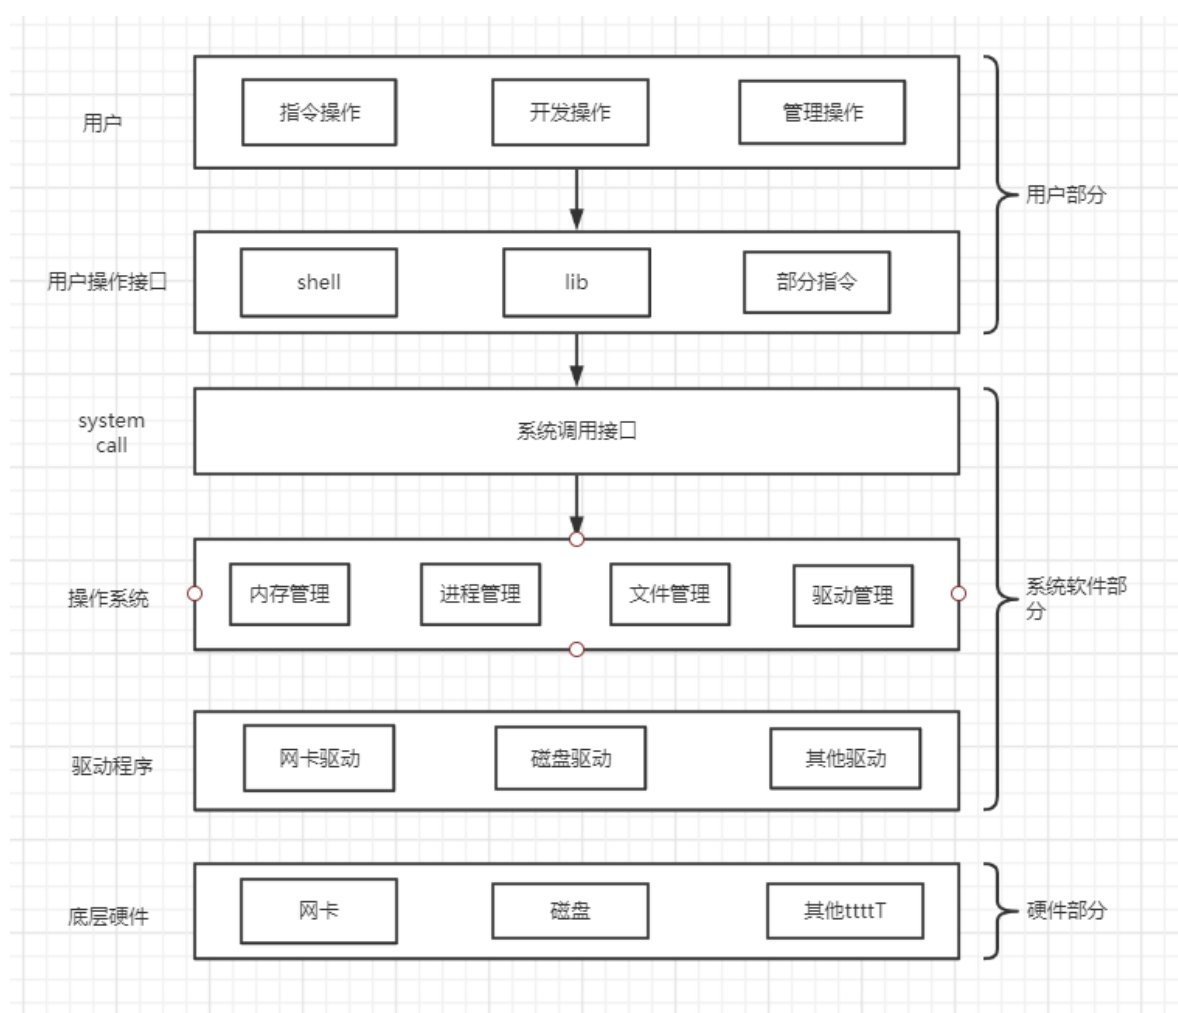 用户
指令操作
开发操作
管理操作
用户部分
用户操作接口
shell
lib
部分指令
system
call
系统调用接口
操作系统
内存管理
进程管理
文件管理
驱动管理
系统软件部
分
驱动程序
网卡驱动
磁盘驱动
其他驱动
底层硬件
网卡
磁盘
其他ttttT
硬件部分